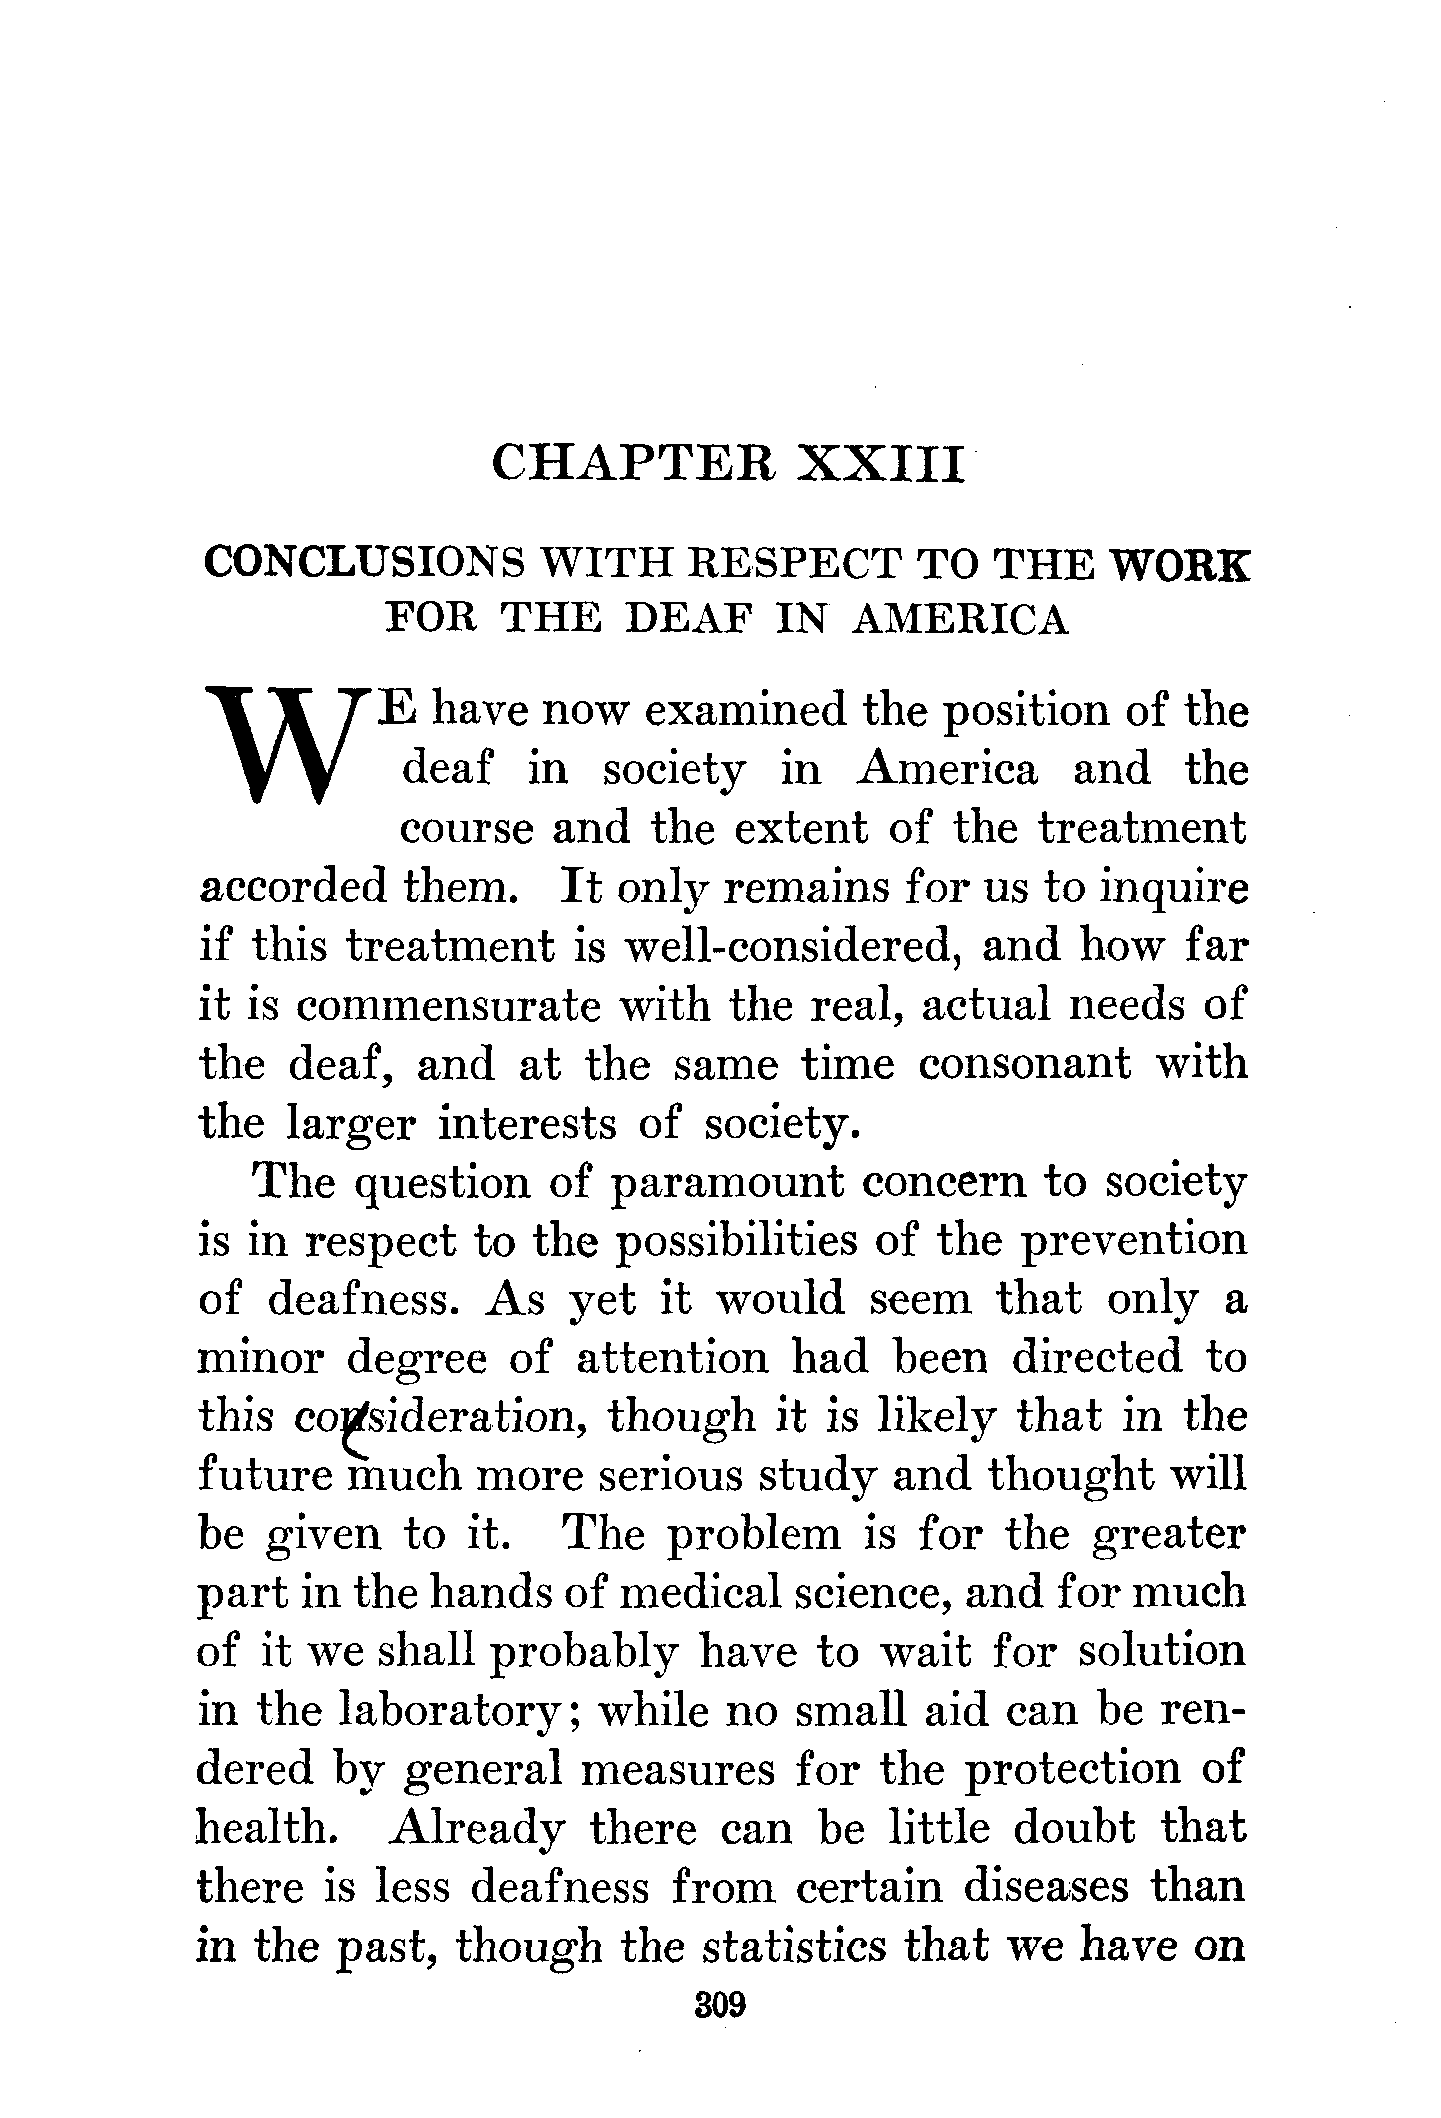 CHAPTER XXIII
CONCLUSIONS WITH RESPECT TO THE WORK
FOR THE DEAF IN AMERICA
WE have now examined the position of the
deaf in society in America and the
course and the extent of the treatment
accorded them. It only remains for us to inquire
if this treatment is well-considered, and how far
it is commensurate with the real, actual needs of
the deaf, and at the same time consonant with
the larger interests of society.
The question of paramount concern to society
is in respect to the possibilities of the prevention
of deafness. As yet it would seem that only a
minor degree of attention had been directed to
this consideration, though it is likely that in the
future much more serious study and thought will
be given to it. The problem is for the greater
part in the hands of medical science, and for much
of it we shall probably have to wait for solution
in the laboratory; while no small aid can be ren-
dered by general measures for the protection of
health. Already there can be little doubt that
there is less deafness from certain diseases than
in the past, though the statistics that we have on
309